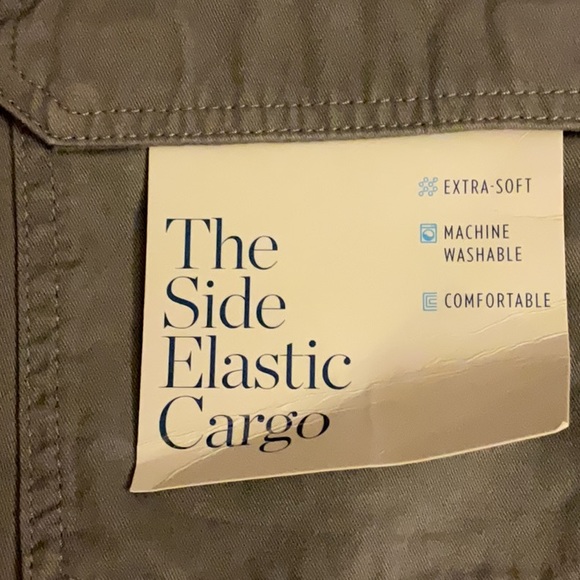 The
Side
Elastic
Cargo
EXTRA-SOFT
MACHINE
WASHABLE
COMFORTABLE